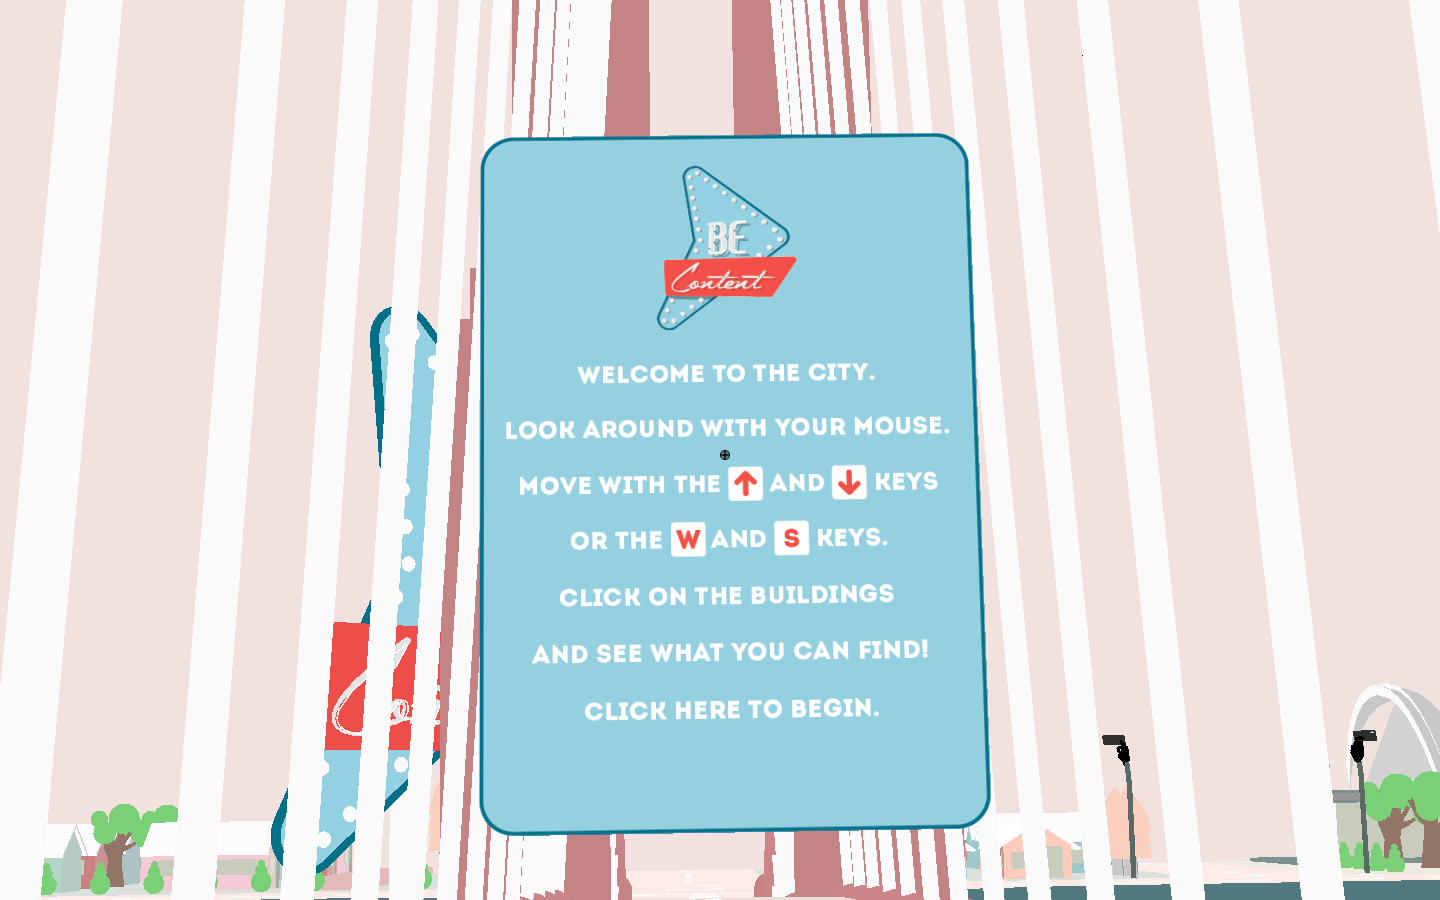 BE
Content
WELCOME TO THE CITY.
LOOK AROUND WITH YOUR MOUSE.
MOVE WITH THE ↑ AND ↓ KEYS
OR THE W AND S KEYS.
CLICK ON THE BUILDINGS
AND SEE WHAT YOU CAN FIND!
CLICK HERE TO BEGIN.